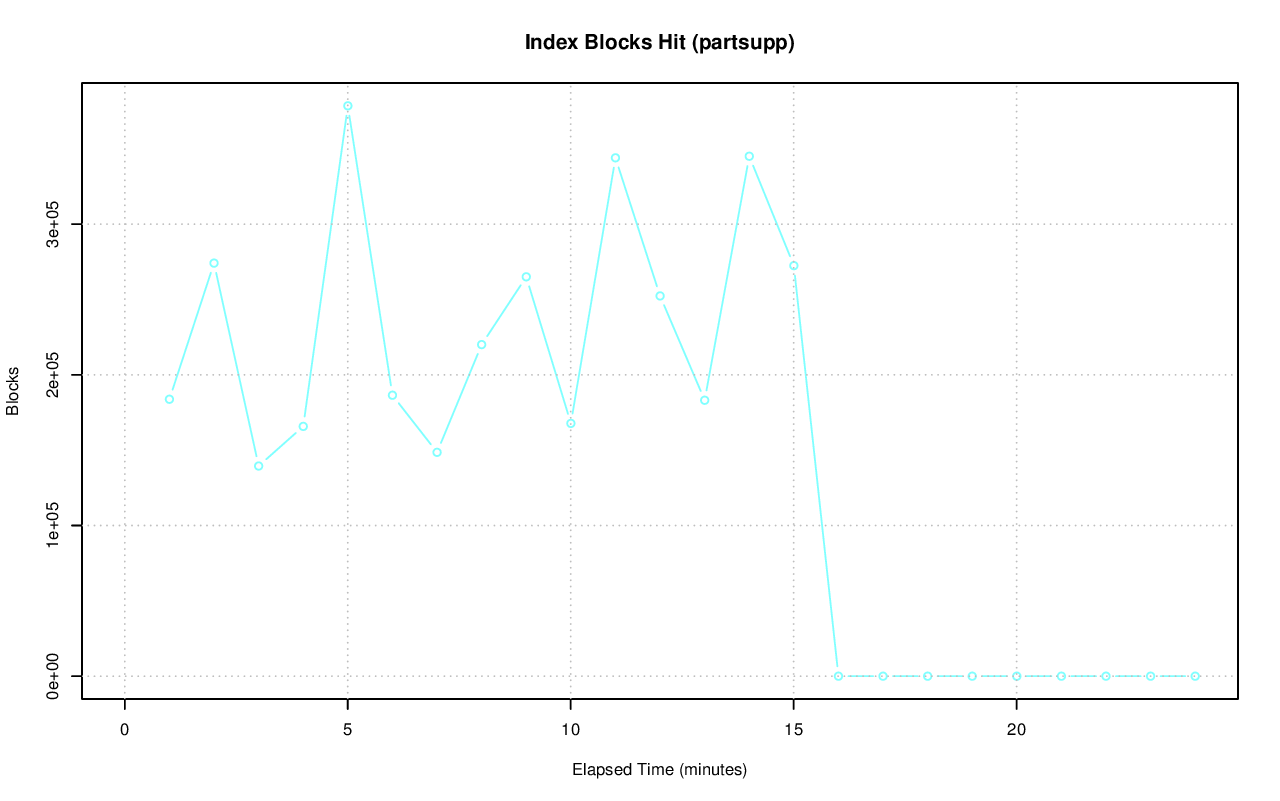 Index Blocks Hit (partsupp)
3e+05
2e+05
1e+05
0e+00
Blocks
0 5 10 15 20
Elapsed Time (minutes)